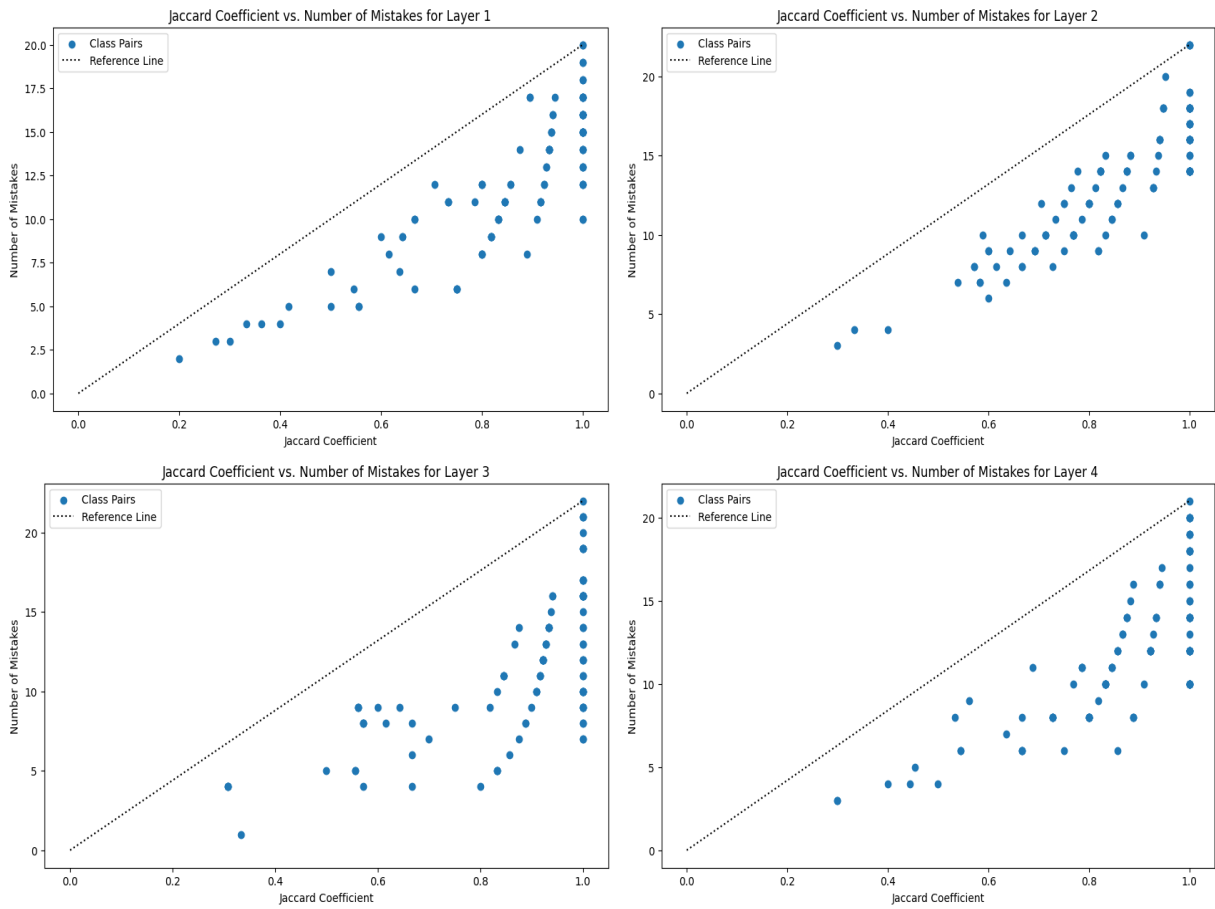 Jaccard Coefficient vs. Number of Mistakes for Layer 1
Class Pairs
Reference Line
20.0
17.5
15.0
12.5
10.0
7.5
5.0
2.5
0.0
Number of Mistakes
0.0 0.2 0.4 0.6 0.8 1.0
Jaccard Coefficient
Jaccard Coefficient vs. Number of Mistakes for Layer 2
Class Pairs
Reference Line
20
15
10
5
0
Number of Mistakes
0.0 0.2 0.4 0.6 0.8 1.0
Jaccard Coefficient
Jaccard Coefficient vs. Number of Mistakes for Layer 3
Class Pairs
Reference Line
20
15
10
5
0
Number of Mistakes
0.0 0.2 0.4 0.6 0.8 1.0
Jaccard Coefficient
Jaccard Coefficient vs. Number of Mistakes for Layer 4
Class Pairs
Reference Line
20
15
10
5
0
Number of Mistakes
0.0 0.2 0.4 0.6 0.8 1.0
Jaccard Coefficient